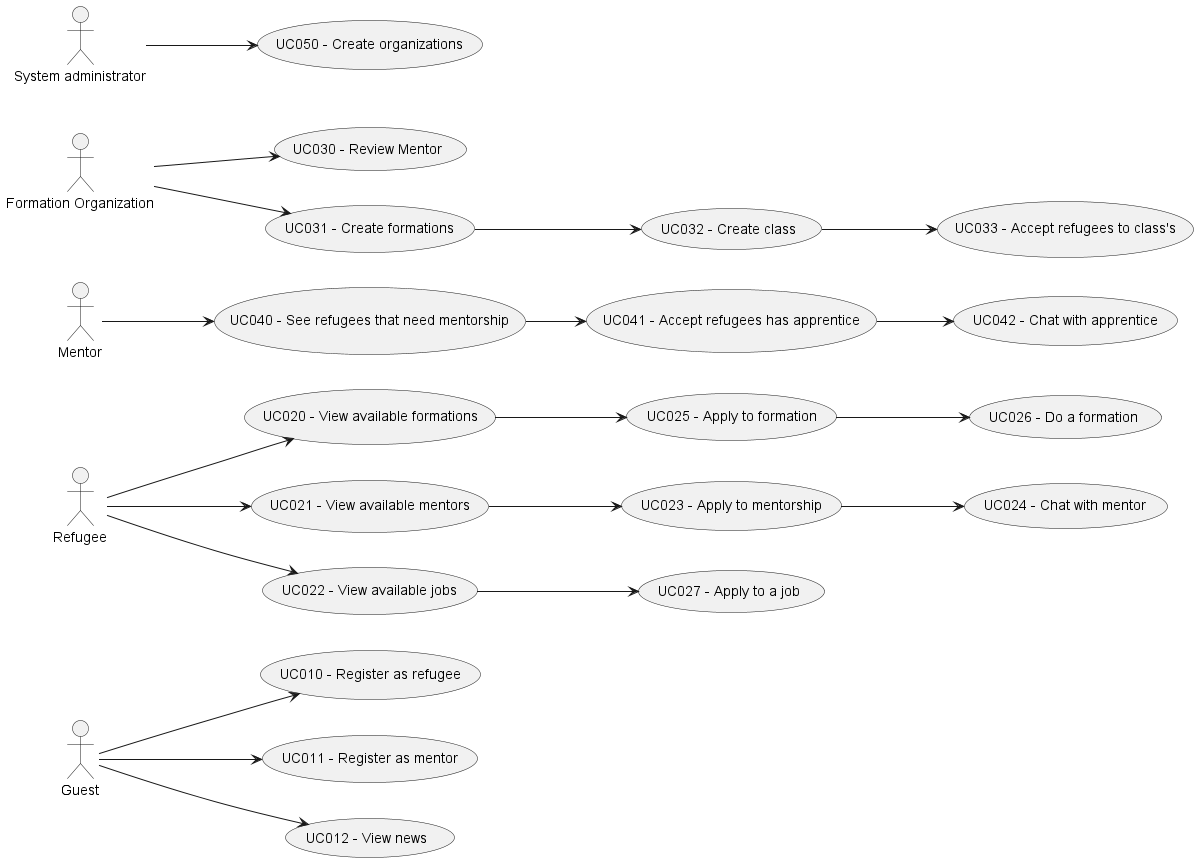 System administrator
UC050 - Create organizations
Formation Organization
UC030 - Review Mentor
UC031 - Create formations
UC032 - Create class
UC033 - Accept refugees to class's
Mentor
UC040 - See refugees that need mentorship
UC041 - Accept refugees has apprentice
UC042 - Chat with apprentice
Refugee
UC020 - View available formations
UC025 - Apply to formation
UC026 - Do a formation
UC021 - View available mentors
UC023 - Apply to mentorship
UC024 - Chat with mentor
UC022 - View available jobs
UC027 - Apply to a job
Guest
UC010 - Register as refugee
UC011 - Register as mentor
UC012 - View news